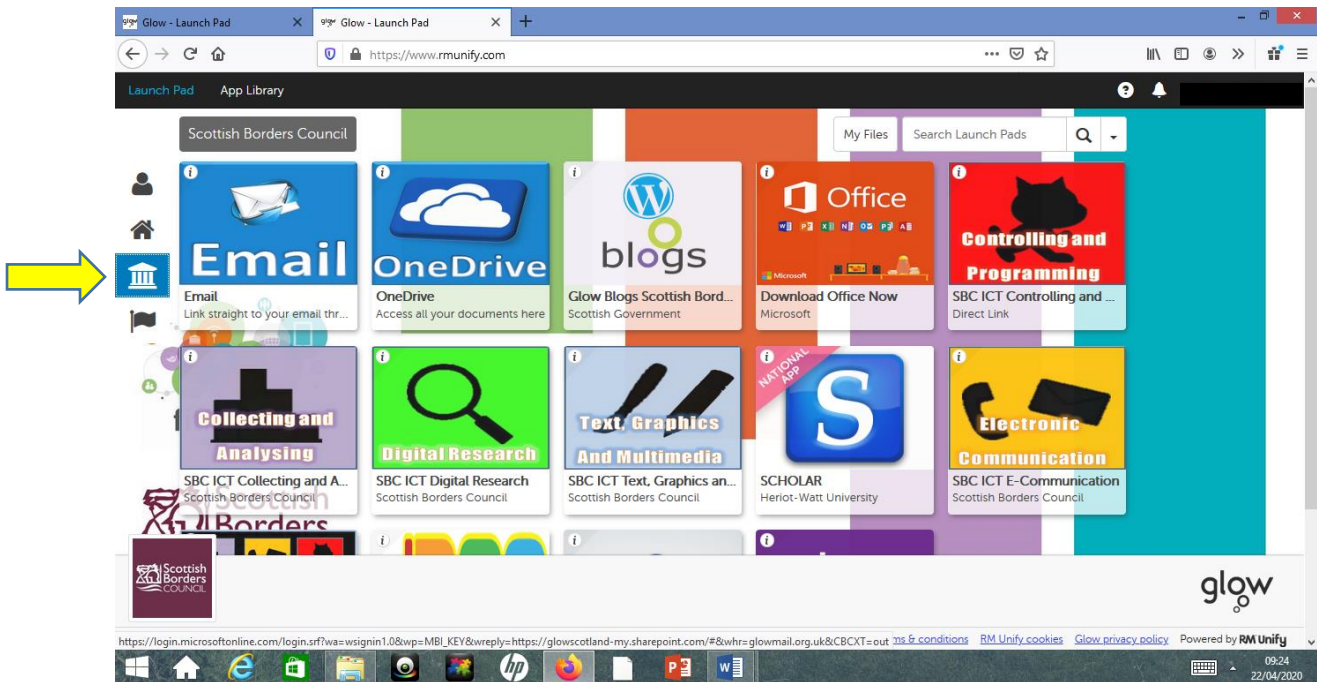 glow Glow - Launch Pad
glow Glow - Launch Pad
https://www.rmunify.com
Launch Pad App Library
Scottish Borders Council
My Files Search Launch Pads
Email
Email
Link straight to your email thr...
OneDrive
OneDrive
Access all your documents here
blogs
Glow Blogs Scottish Bord...
Scottish Government
Office
Microsoft
Download Office Now
Microsoft
Controlling and
Programming
SBC ICT Controlling and ...
Direct Link
Collecting and
Analysing
SBC ICT Collecting and A...
Scottish Borders Council
Digital Research
SBC ICT Digital Research
Scottish Borders Council
Text, Graphics
And Multimedia
SBC ICT Text, Graphics an...
Scottish Borders Council
NATIONAL
APP
S
SCHOLAR
Heriot-Watt University
Electronic
Communication
SBC ICT E-Communication
Scottish Borders Council
Scottish
Borders
Scottish
Borders
COUNCIL
glow
https://login.microsoftonline.com/login.srf?wa=wsignin1.0&wp=MBI_KEY&wreply=https://glowscotland-my.sharepoint.com/#&whr=glowmail.org.uk&CBCXT=out
ms & conditions RM Unify cookies Glow privacy policy Powered by RM Unify
09:24
22/04/2020